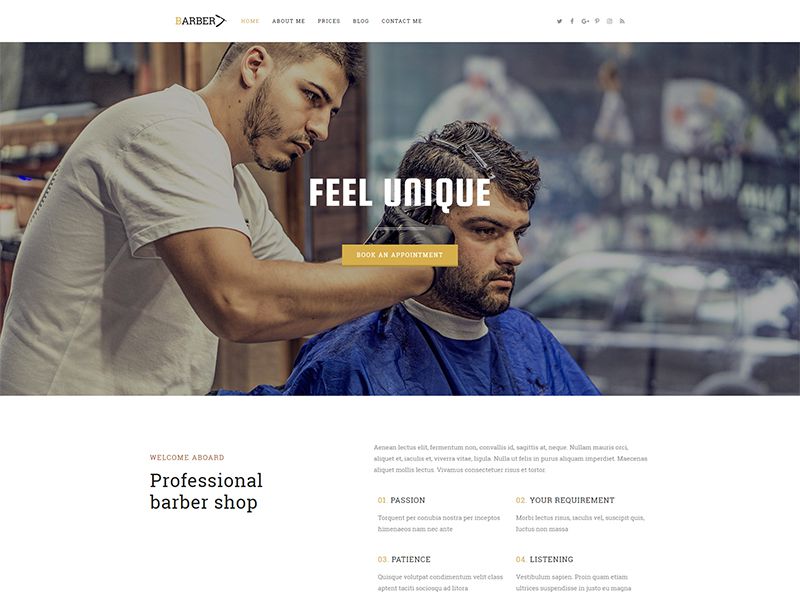 BARBER
HOME ABOUT ME PRICES BLOG CONTACT ME
FEEL UNIQUE
BOOK AN APPOINTMENT
WELCOME ABOARD
Professional
barber shop
Aenean lectus elit, fermentum non, convallis id, sagittis at, neque. Nullam mauris orci,
aliquet et, iaculis et, viverra vitae, ligula. Nulla ut felis in purus aliquam imperdiet. Maecenas
aliquet mollis lectus. Vivamus consectetuer risus et tortor.
01. PASSION
Torquent per conubia nostra per inceptos
himenaeos nam nec ante
02. YOUR REQUIREMENT
Morbi lectus risus, iaculis vel, suscipit quis,
luctus non massa
03. PATIENCE
Quisque volutpat condimentum velit class
aptent taciti sociosqu ad litora
04. LISTENING
Vestibulum sapien. Proin quam etiam
ultrices suspendisse in justo eu magna